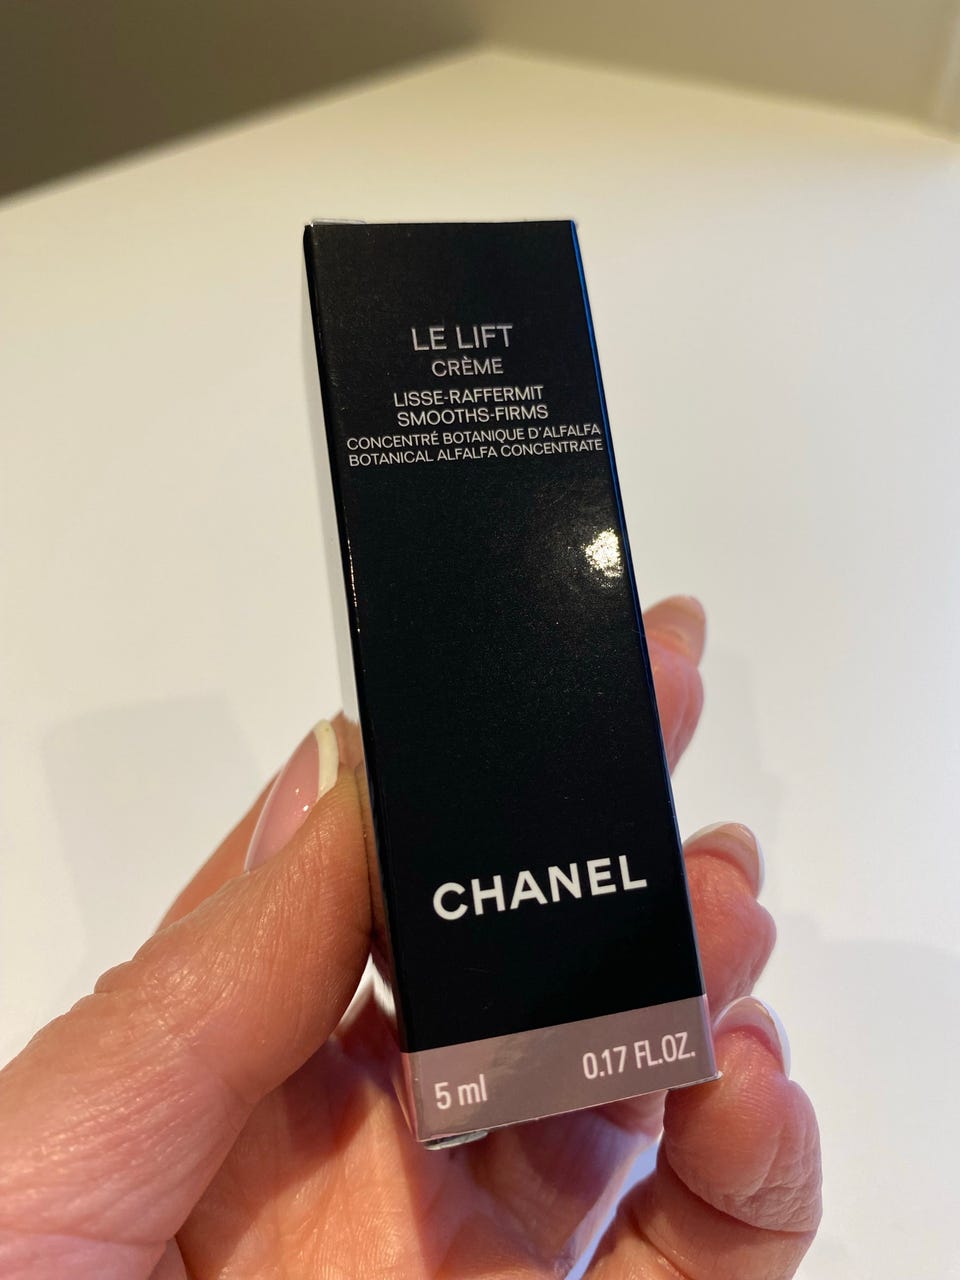 LE LIFT
CRÈME
LISSE-RAFFERMIT
SMOOTHS-FIRMS
CONCENTRÉ BOTANIQUE D'ALFALFA
BOTANICAL ALFALFA CONCENTRATE
CHANEL
5 ml 0.17 FL.OZ.